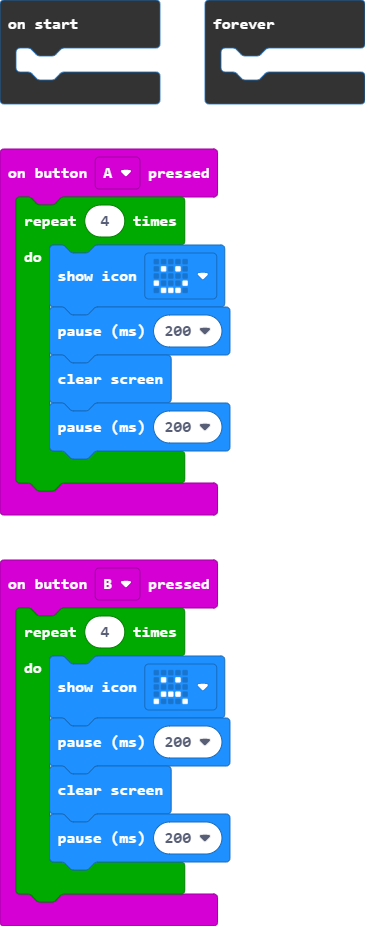 on start
forever
on button A pressed
repeat 4 times
do
show icon
pause (ms) 200
clear screen
pause (ms) 200
on button B pressed
repeat 4 times
do
show icon
pause (ms) 200
clear screen
pause (ms) 200